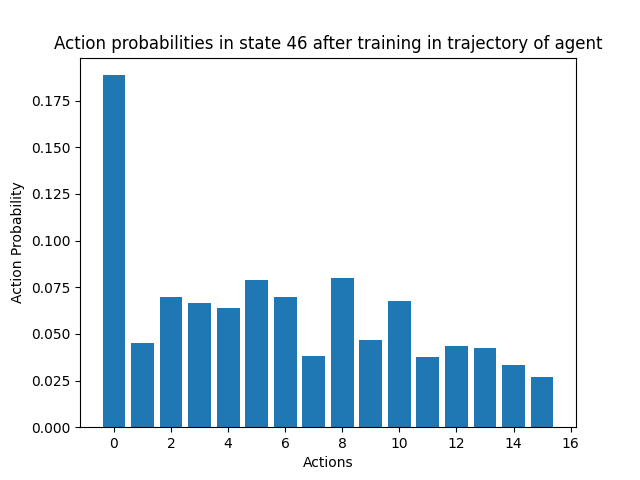 Action probabilities in state 46 after training in trajectory of agent
0.175
0.150
0.125
0.100
0.075
0.050
0.025
0.000
Action Probability
0 2 4 6 8 10 12 14 16
Actions